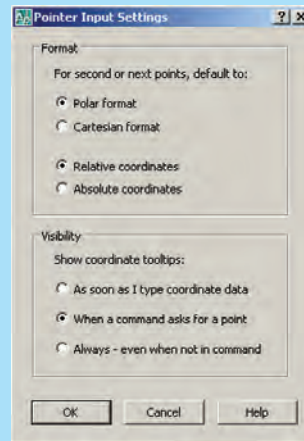 Pointer Input Settings
Format
For second or next points, default to:
Polar format
Cartesian format
Relative coordinates
Absolute coordinates
Visibility
Show coordinate tooltips:
As soon as I type coordinate data
When a command asks for a point
Always - even when not in command
OK Cancel Help